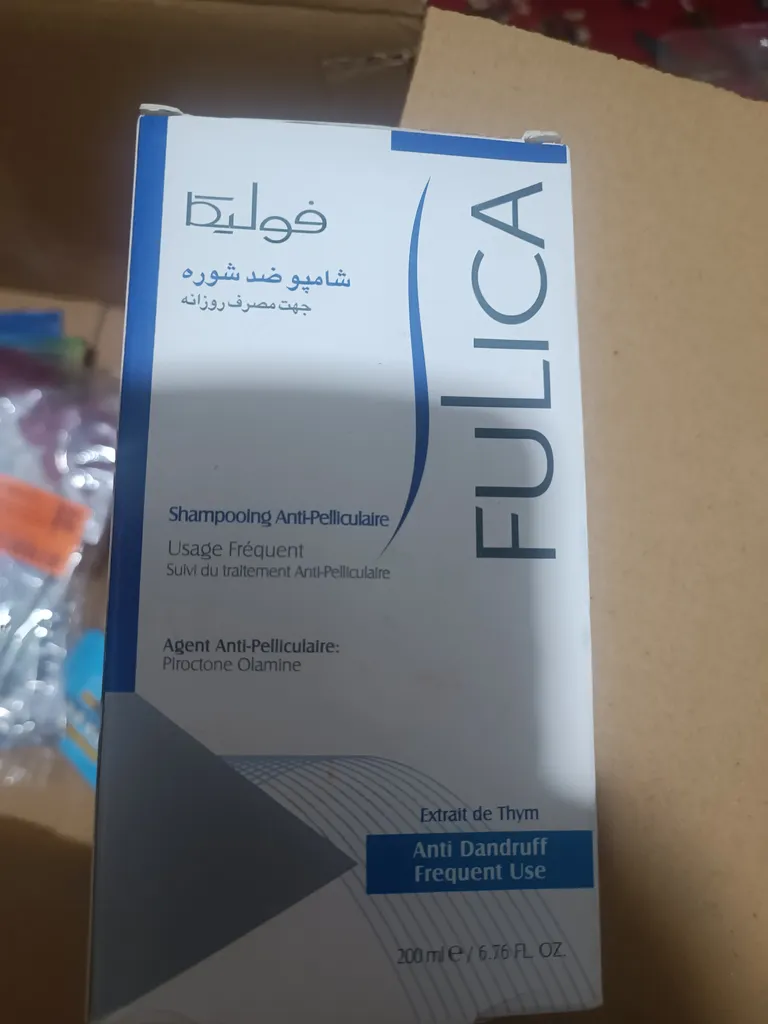 فولیکا
شامپو ضد شوره
جهت مصرف روزانه
FULICA
Shampooing Anti-Pelliculaire
Usage Fréquent
Suivi du traitement Anti-Pelliculaire
Agent Anti-Pelliculaire:
Piroctone Olamine
Extrait de Thym
Anti Dandruff
Frequent Use
200 ml e / 6.76 FL. OZ.